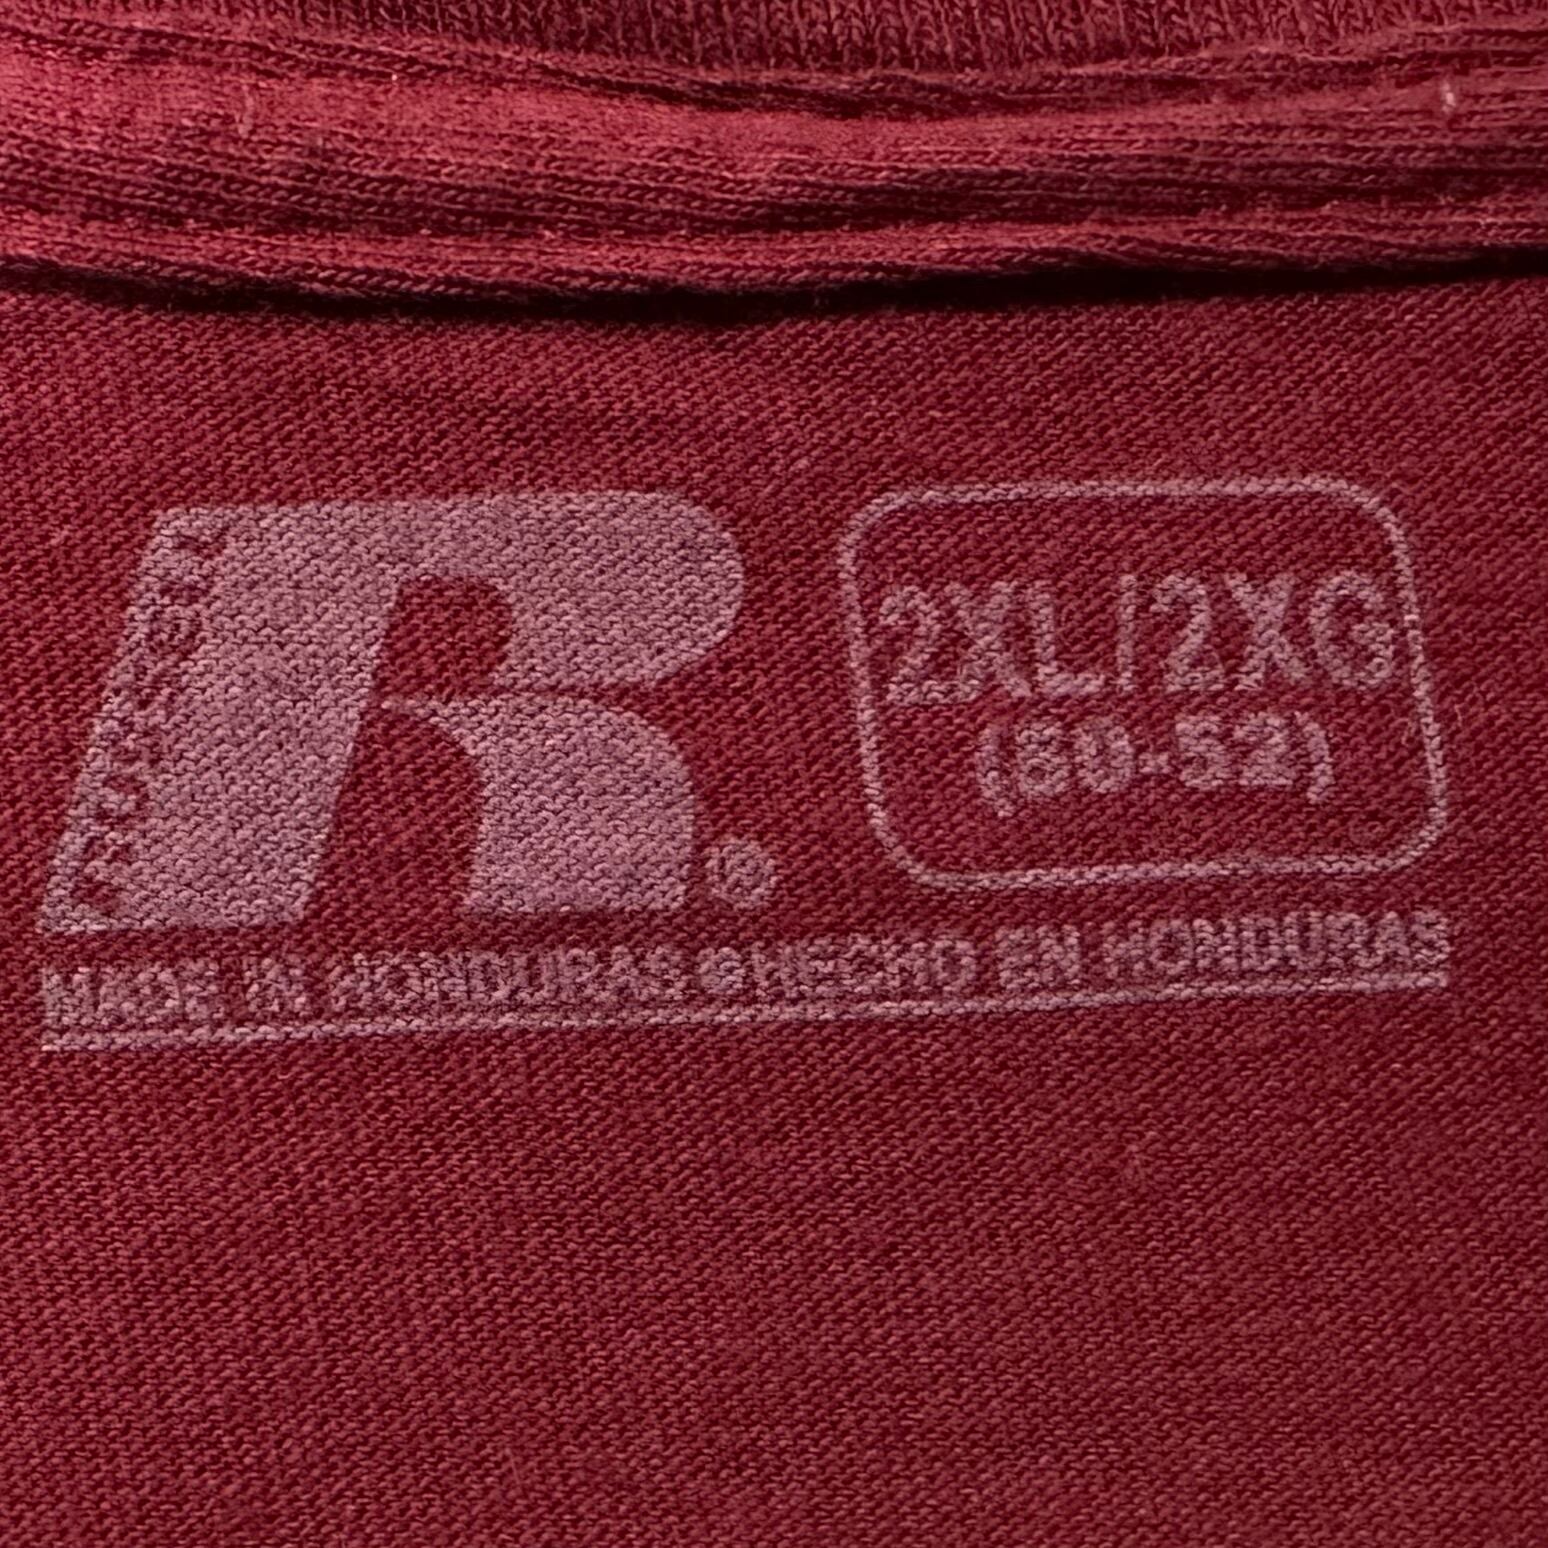 R®
2XL/2XG
(50-52)
MADE IN HONDURAS • HECHO EN HONDURAS